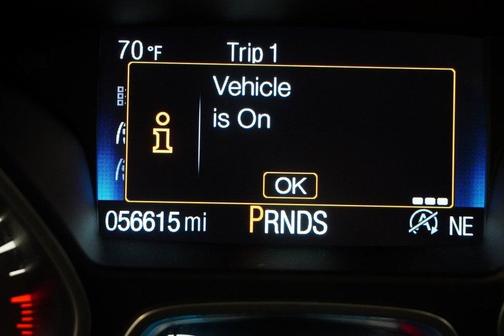 70 °F Trip 1
Vehicle
is On
OK
056615 mi PRNDS NE